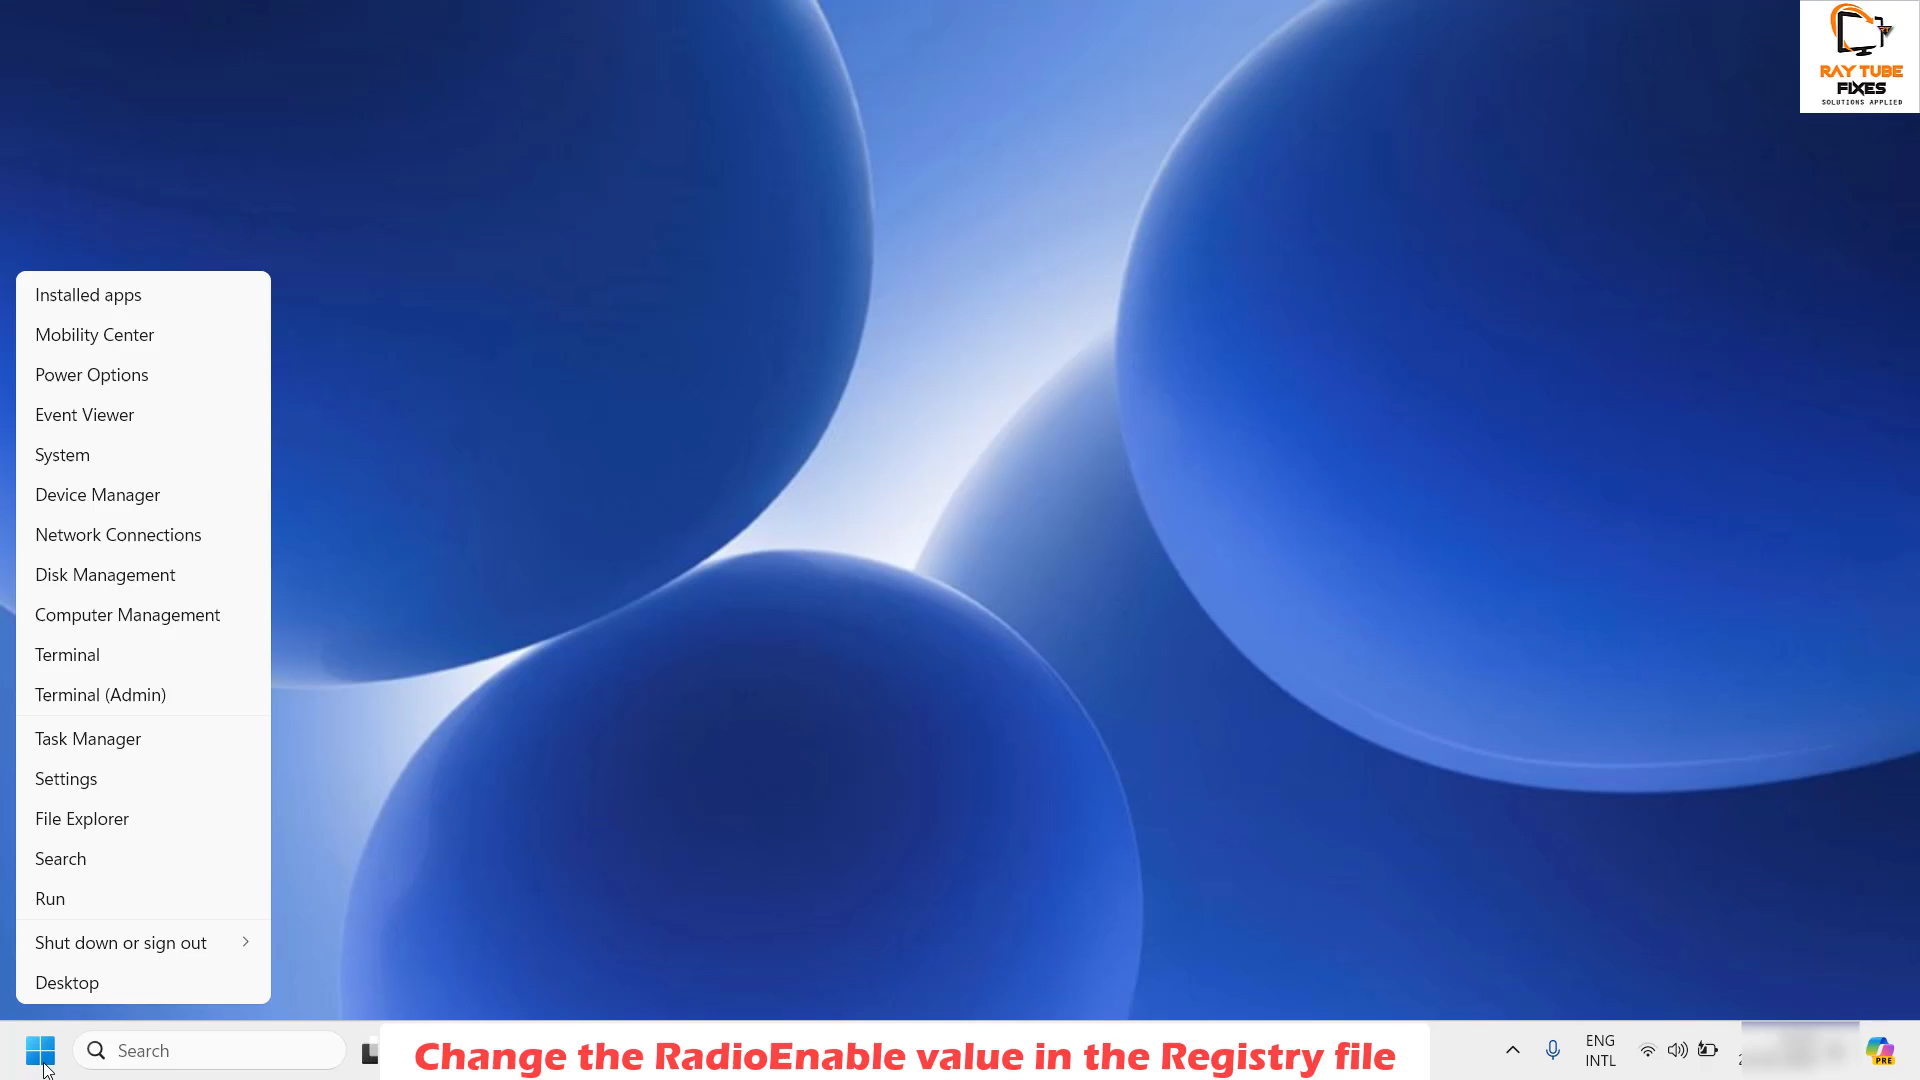 RAY TUBE
FIXES
SOLUTIONS APPLIED
Installed apps
Mobility Center
Power Options
Event Viewer
System
Device Manager
Network Connections
Disk Management
Computer Management
Terminal
Terminal (Admin)
Task Manager
Settings
File Explorer
Search
Run
Shut down or sign out
Desktop
Search
Change the RadioEnable value in the Registry file
ENG
INTL
PRE